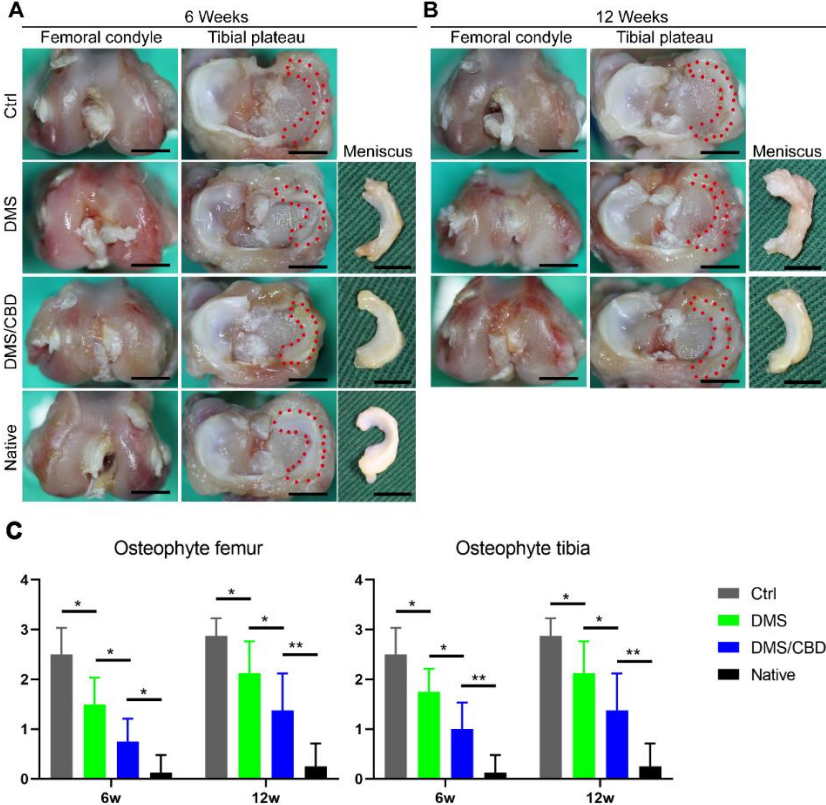 A
6 Weeks
Femoral condyle
Tibial plateau
Ctrl
Meniscus
DMS
DMS/CBD
Native
B
12 Weeks
Femoral condyle
Tibial plateau
Meniscus
C
Osteophyte femur
4
3
2
1
0
*
*
*
*
*
**
6w
12w
Osteophyte tibia
4
3
2
1
0
*
*
**
*
*
**
6w
12w
Ctrl
DMS
DMS/CBD
Native